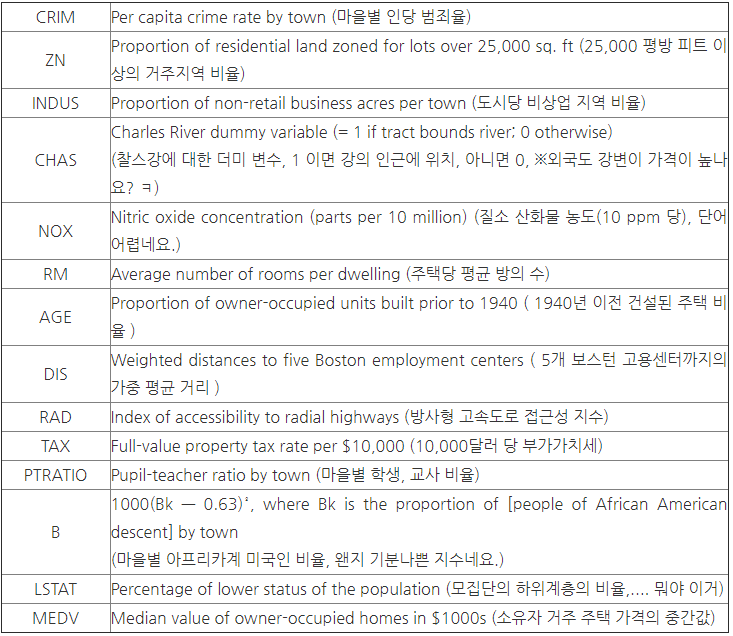 CRIM
Per capita crime rate by town (마을별 인당 범죄율)
ZN
Proportion of residential land zoned for lots over 25,000 sq. ft (25,000 평방 피트 이
상의 거주지역 비율)
INDUS
Proportion of non-retail business acres per town (도시당 비상업 지역 비율)
CHAS
Charles River dummy variable (= 1 if tract bounds river; 0 otherwise)
(찰스강에 대한 더미 변수, 1 이면 강의 인근에 위치, 아니면 0, ※외국도 강변이 가격이 높나
요? ㅋ)
NOX
Nitric oxide concentration (parts per 10 million) (질소 산화물 농도(10 ppm 당), 단어
어렵네요.)
RM
Average number of rooms per dwelling (주택당 평균 방의 수)
AGE
Proportion of owner-occupied units built prior to 1940 ( 1940년 이전 건설된 주택 비
율 )
DIS
Weighted distances to five Boston employment centers ( 5개 보스턴 고용센터까지의
가중 평균 거리 )
RAD
Index of accessibility to radial highways (방사형 고속도로 접근성 지수)
TAX
Full-value property tax rate per $10,000 (10,000달러 당 부가가치세)
PTRATIO
Pupil-teacher ratio by town (마을별 학생, 교사 비율)
B
1000(Bk — 0.63)², where Bk is the proportion of [people of African American
descent] by town
(마을별 아프리카계 미국인 비율, 왠지 기분나쁜 지수네요.)
LSTAT
Percentage of lower status of the population (모집단의 하위계층의 비율,.... 뭐야 이거)
MEDV
Median value of owner-occupied homes in $1000s (소유자 거주 주택 가격의 중간값)